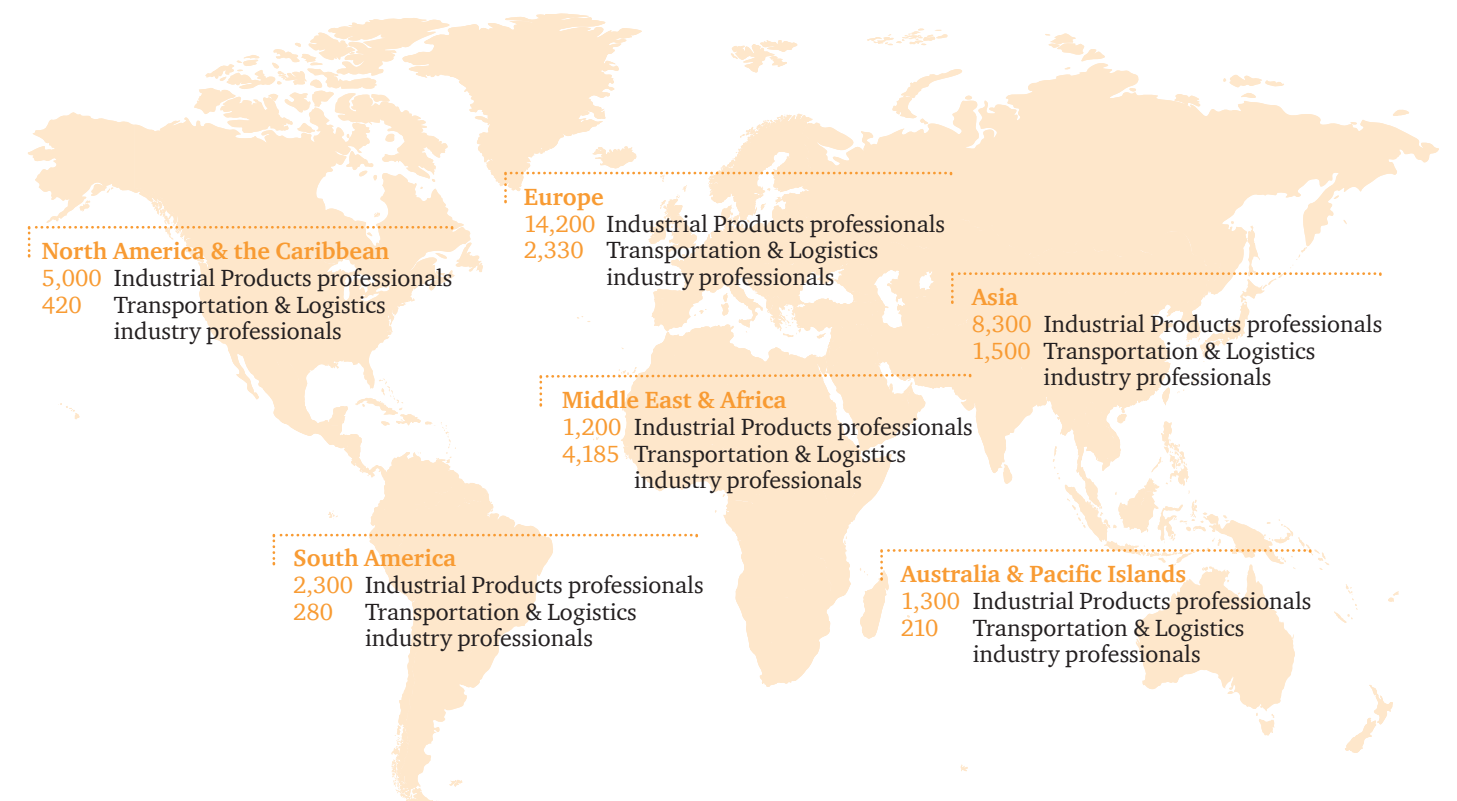 Europe
14,200 Industrial Products professionals
2,330 Transportation & Logistics
industry professionals
North America & the Caribbean
5,000 Industrial Products professionals
420 Transportation & Logistics
industry professionals
Asia
8,300 Industrial Products professionals
1,500 Transportation & Logistics
industry professionals
Middle East & Africa
1,200 Industrial Products professionals
4,185 Transportation & Logistics
industry professionals
South America
2,300 Industrial Products professionals
280 Transportation & Logistics
industry professionals
Australia & Pacific Islands
1,300 Industrial Products professionals
210 Transportation & Logistics
industry professionals